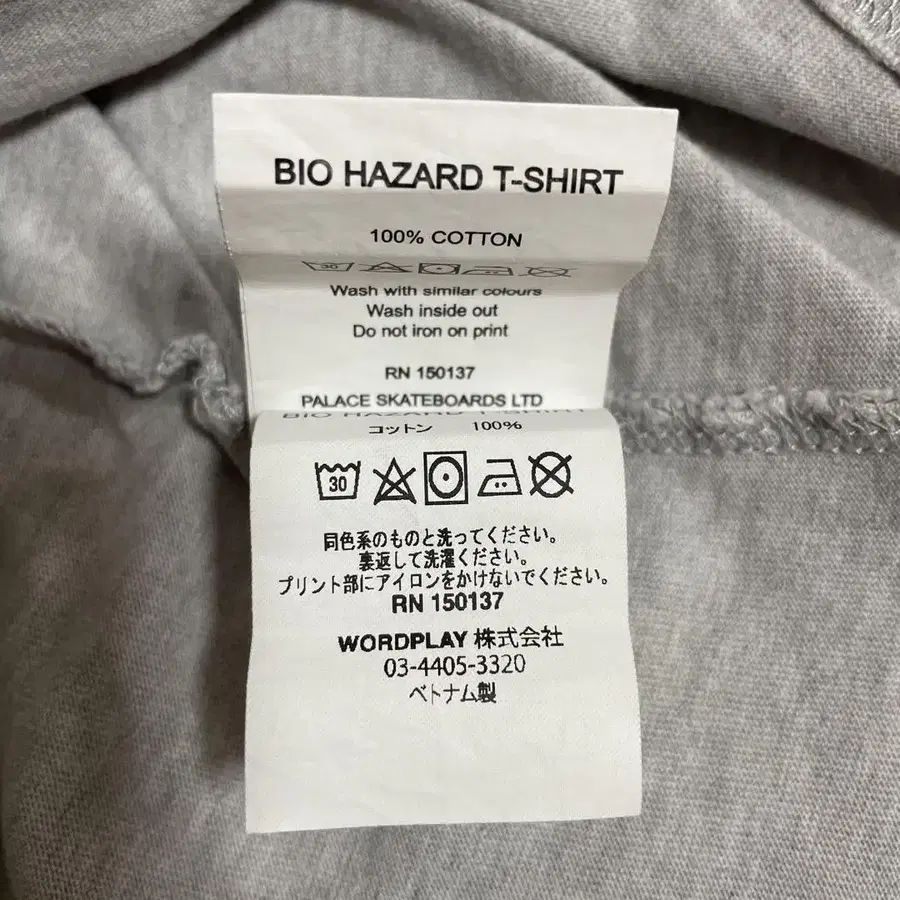 BIO HAZARD T-SHIRT
100% COTTON
30
Wash with similar colours
Wash inside out
Do not iron on print
RN 150137
PALACE SKATEBOARDS LTD
BIO HAZARD T-SHIRT
コットン 100%
30
同色系のものと洗ってください。
裏返して洗濯ください。
プリント部にアイロンをかけないでください。
RN 150137
WORDPLAY 株式会社
03-4405-3320
ベトナム製